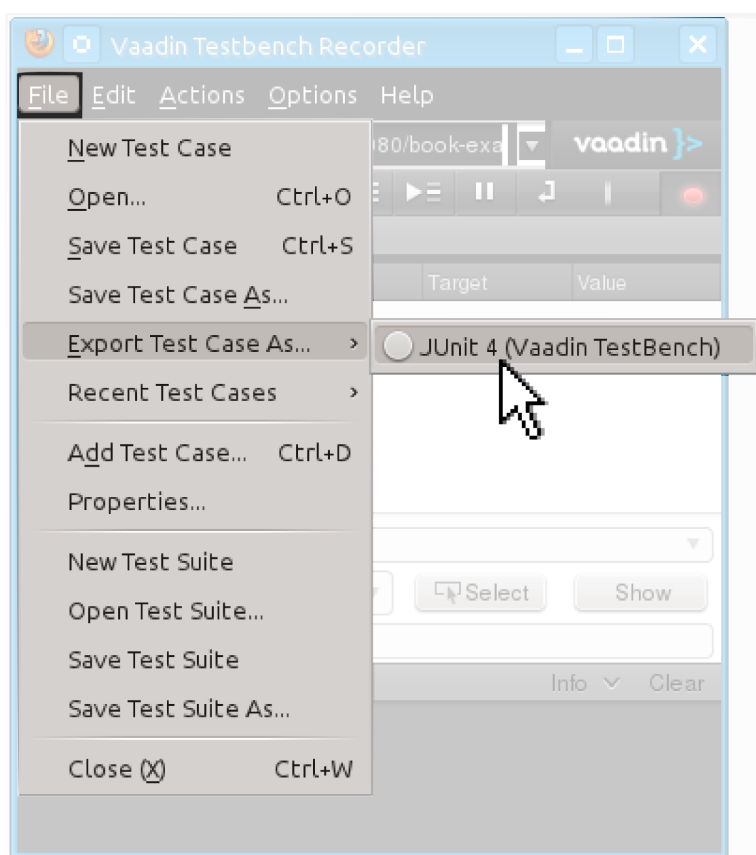 Vaadin Testbench Recorder
File Edit Actions Options Help
New Test Case
080/book-exa
vaadin }>
Open... Ctrl+O
Save Test Case Ctrl+S
Save Test Case As...
Target Value
Export Test Case As... >
JUnit 4 (Vaadin TestBench)
Recent Test Cases >
Add Test Case... Ctrl+D
Properties...
New Test Suite
Open Test Suite...
Select Show
Save Test Suite
Info Clear
Save Test Suite As...
Close (X) Ctrl+W